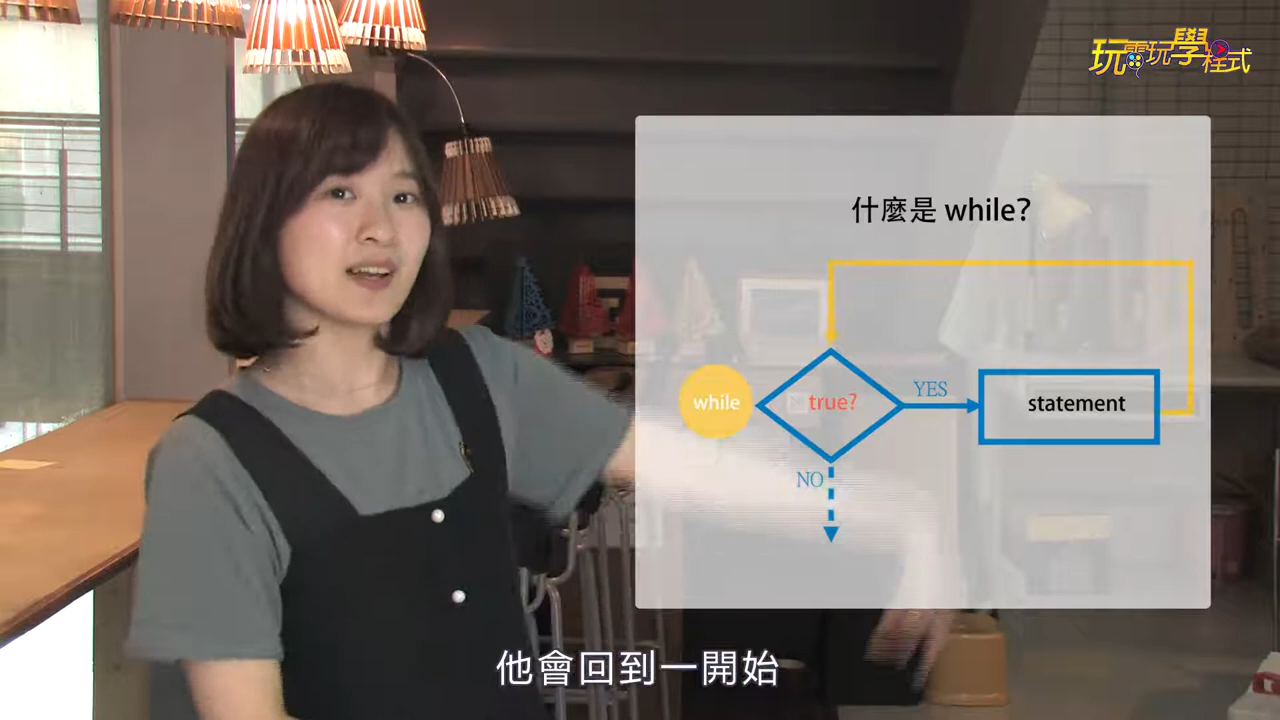 玩電玩學程式
什麼是 while?
while
true?
YES
statement
NO
他會回到一開始